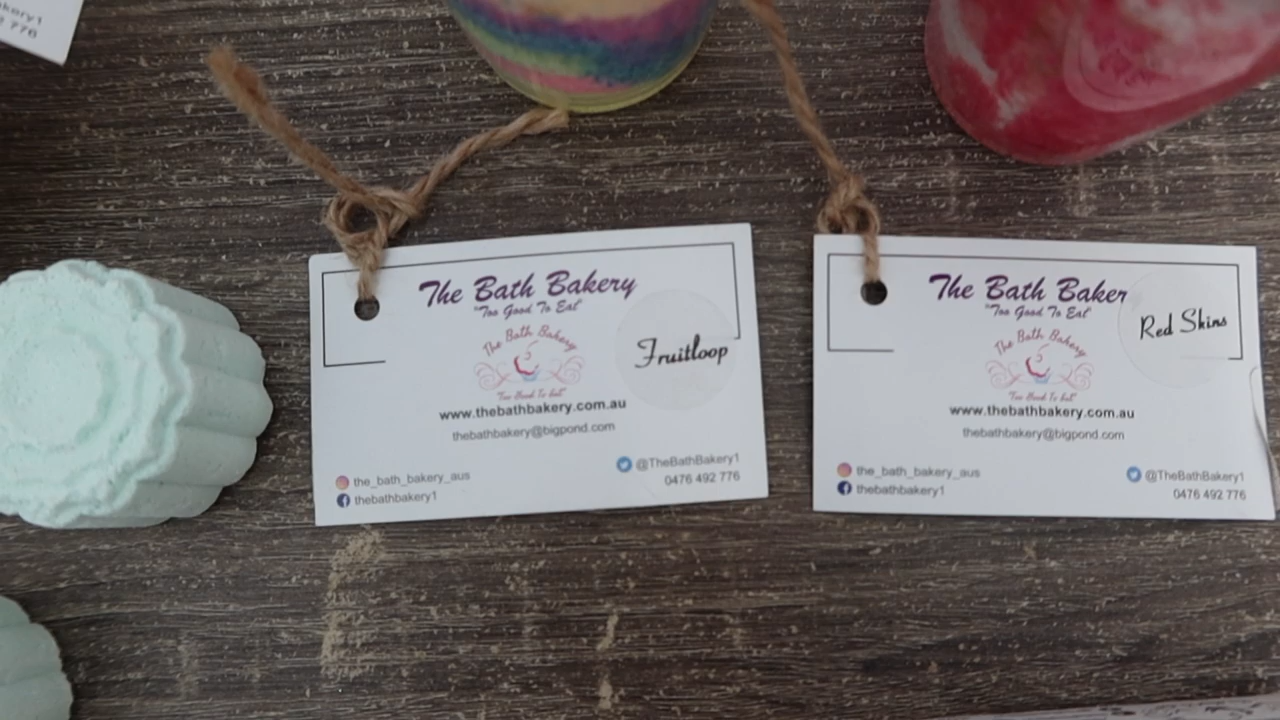 The Bath Bakery
"Too Good To Eat"
The Bath Bakery
"Too Good To Eat"
Fruitloop
www.thebathbakery.com.au
thebathbakery@bigpond.com
the_bath_bakery_aus
thebathbakery1
@TheBathBakery1
0476 492 776
The Bath Baker
"Too Good To Eat"
The Bath Bakery
"Too Good To Eat"
Red Skins
www.thebathbakery.com.au
thebathbakery@bigpond.com
the_bath_bakery_aus
thebathbakery1
@TheBathBakery1
0476 492 776